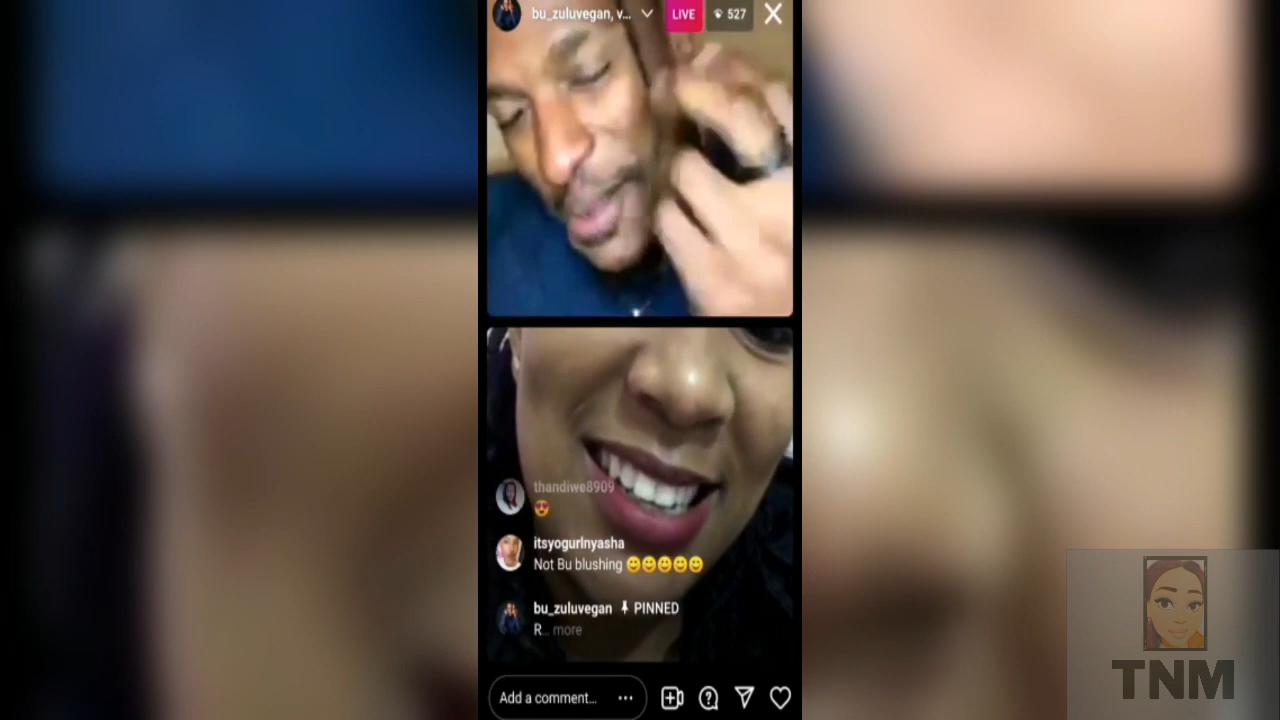 bu_zuluvegan, v...
LIVE
527
thandiwe8909
😍
itsyogurlnyasha
Not Bu blushing 😄😄😄😄😄
bu_zuluvegan PINNED
R... more
Add a comment...
TNM